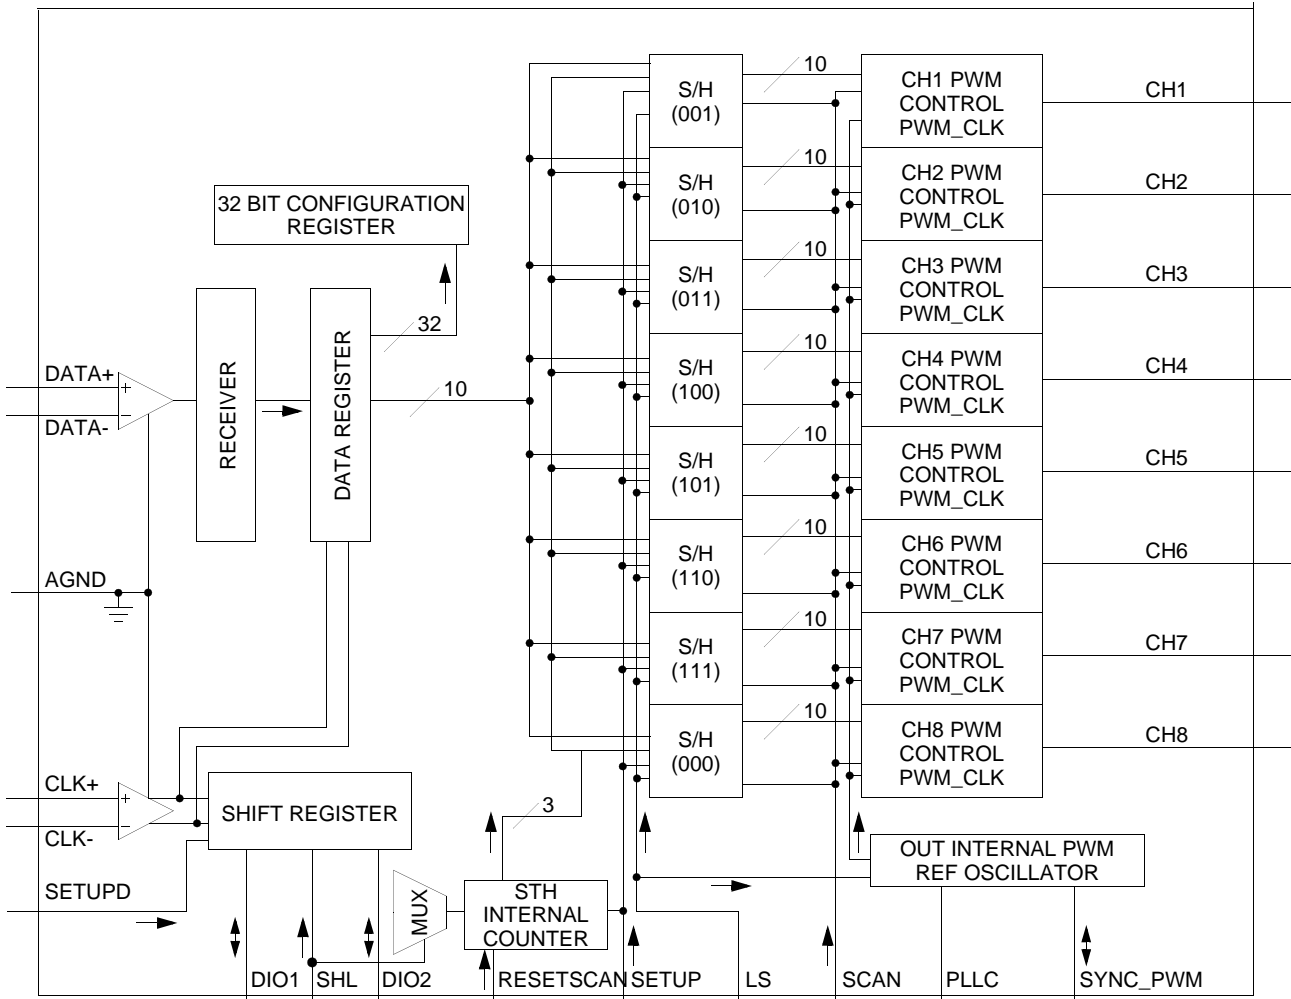 S/H
(001)
10
CH1 PWM
CONTROL
PWM_CLK
CH1
S/H
(010)
10
CH2 PWM
CONTROL
PWM_CLK
CH2
32 BIT CONFIGURATION
REGISTER
S/H
(011)
10
CH3 PWM
CONTROL
PWM_CLK
CH3
32
DATA+
DATA-
+
−
RECEIVER
DATA REGISTER
10
S/H
(100)
10
CH4 PWM
CONTROL
PWM_CLK
CH4
S/H
(101)
10
CH5 PWM
CONTROL
PWM_CLK
CH5
AGND
S/H
(110)
10
CH6 PWM
CONTROL
PWM_CLK
CH6
S/H
(111)
10
CH7 PWM
CONTROL
PWM_CLK
CH7
S/H
(000)
10
CH8 PWM
CONTROL
PWM_CLK
CH8
CLK+
CLK-
+
−
SHIFT REGISTER
3
SETUPD
MUX
STH
INTERNAL
COUNTER
OUT INTERNAL PWM
REF OSCILLATOR
DIO1
SHL
DIO2
RESETSCAN
SETUP
LS
SCAN
PLLC
SYNC_PWM